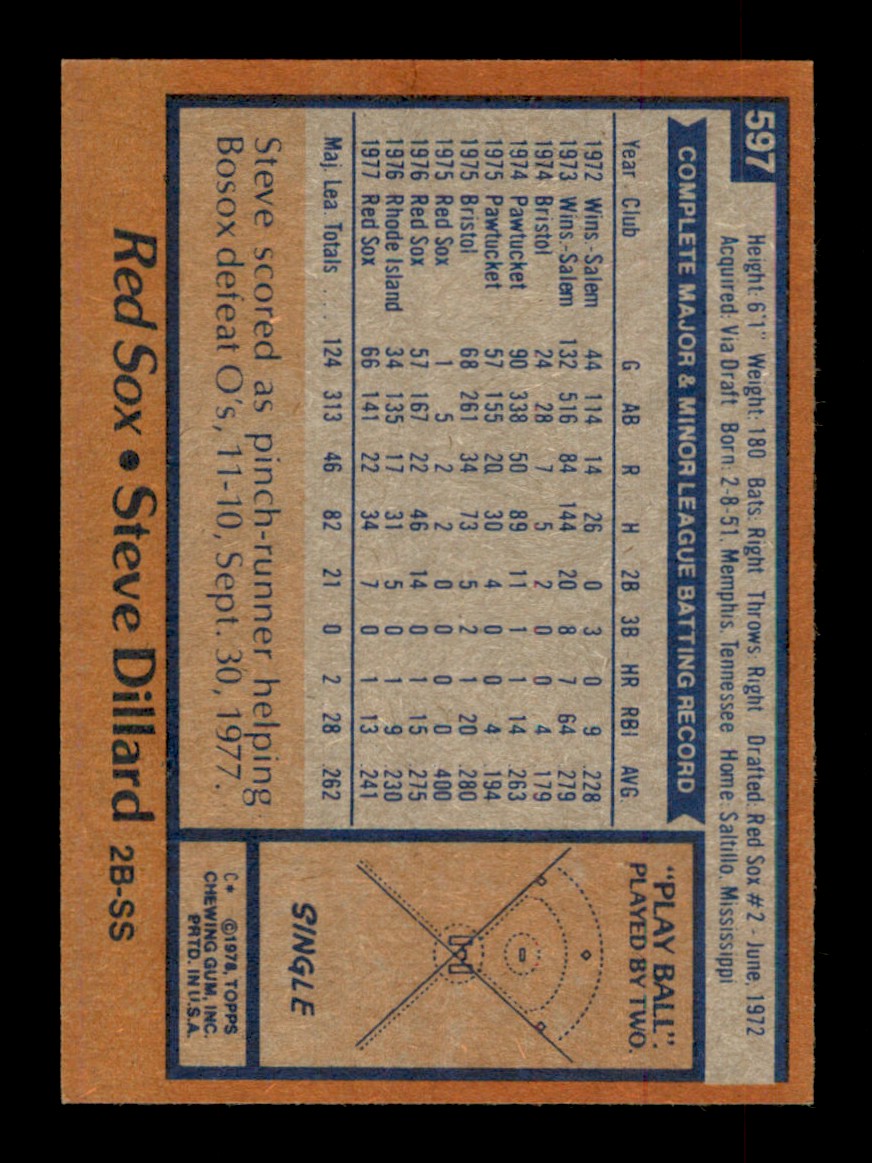 597
Height: 6'1" Weight: 180 Bats: Right Throws: Right Drafted: Red Sox #2 - June, 1972
Acquired: Via Draft Born: 2-8-51, Memphis, Tennessee Home: Saltillo, Mississippi
COMPLETE MAJOR & MINOR LEAGUE BATTING RECORD
Year Club G AB R H 2B 3B HR RBI AVG.
1972 Wins.-Salem 44 114 14 26 0 3 0 9 .228
1973 Wins.-Salem 132 516 84 144 20 8 7 64 .279
1974 Bristol 24 28 7 5 2 0 0 4 .179
1974 Pawtucket 90 338 50 89 11 1 1 14 .263
1975 Pawtucket 57 155 20 30 4 0 0 4 .194
1975 Bristol 68 261 34 73 5 2 1 20 .280
1975 Red Sox 1 5 2 2 0 0 0 0 .400
1976 Red Sox 57 167 22 46 14 0 1 15 .275
1976 Rhode Island 34 135 17 31 5 0 1 9 .230
1977 Red Sox 66 141 22 34 7 0 1 13 .241
Maj. Lea. Totals .... 124 313 46 82 21 0 2 28 .262
Steve scored as pinch-runner helping
Bosox defeat O's, 11-10, Sept. 30, 1977.
"PLAY BALL".
PLAYED BY TWO.
SINGLE
C* ©1978, TOPPS
CHEWING GUM, INC.
PRTD. IN U.S.A.
Red Sox • Steve Dillard 2B-SS